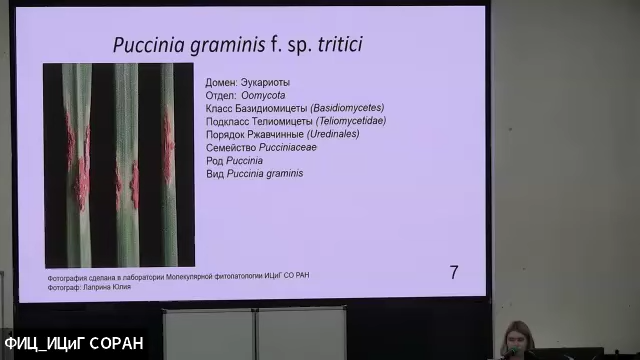 Puccinia graminis f. sp. tritici
Домен: Эукариоты
Отдел: Oomycota
Класс Базидиомицеты (Basidiomycetes)
Подкласс Телиомицеты (Teliomycetidae)
Порядок Ржавчинные (Uredinales)
Семейство Pucciniaceae
Род Puccinia
Вид Puccinia graminis
Фотография сделана в лаборатории Молекулярной фитопатологии ИЦиГ СО РАН
Фотограф: Лаприна Юлия
7
ФИЦ_ИЦиГ СОРАН